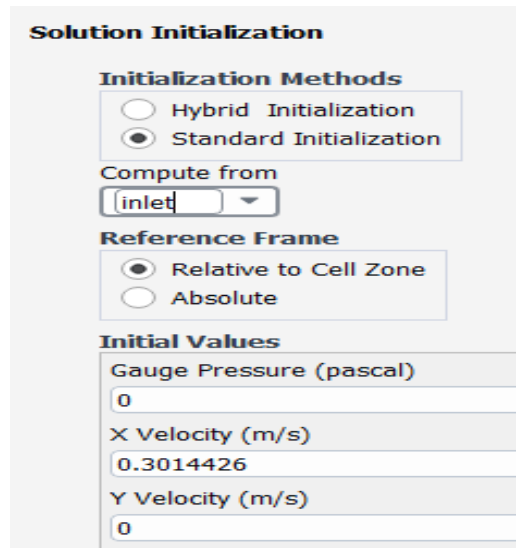 Solution Initialization
Initialization Methods
Hybrid Initialization
Standard Initialization
Compute from
inlet
Reference Frame
Relative to Cell Zone
Absolute
Initial Values
Gauge Pressure (pascal)
0
X Velocity (m/s)
0.3014426
Y Velocity (m/s)
0